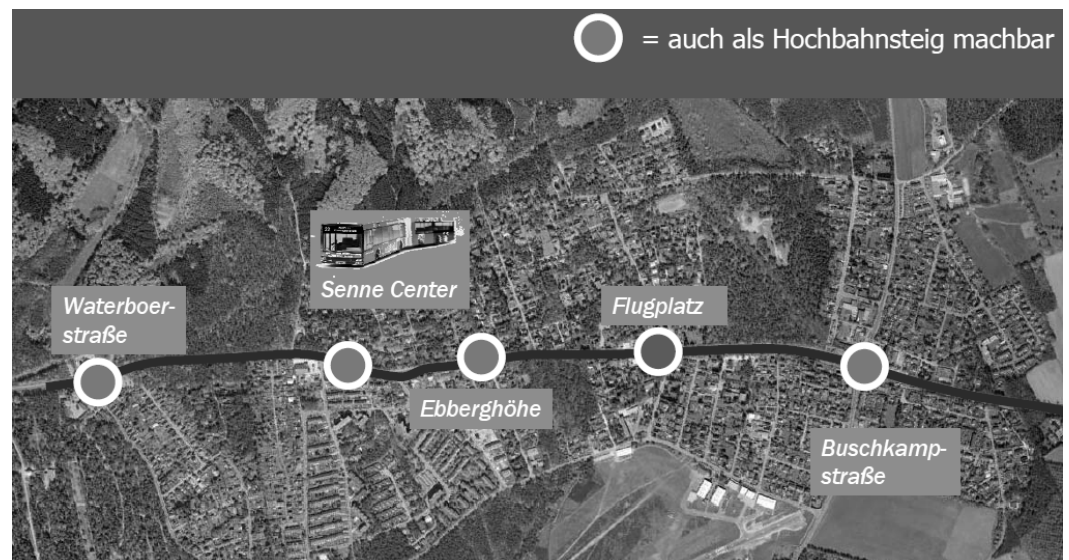 = auch als Hochbahnsteig machbar
Senne Center
Waterboer-
straße
Flugplatz
Ebberghöhe
Buschkamp-
straße